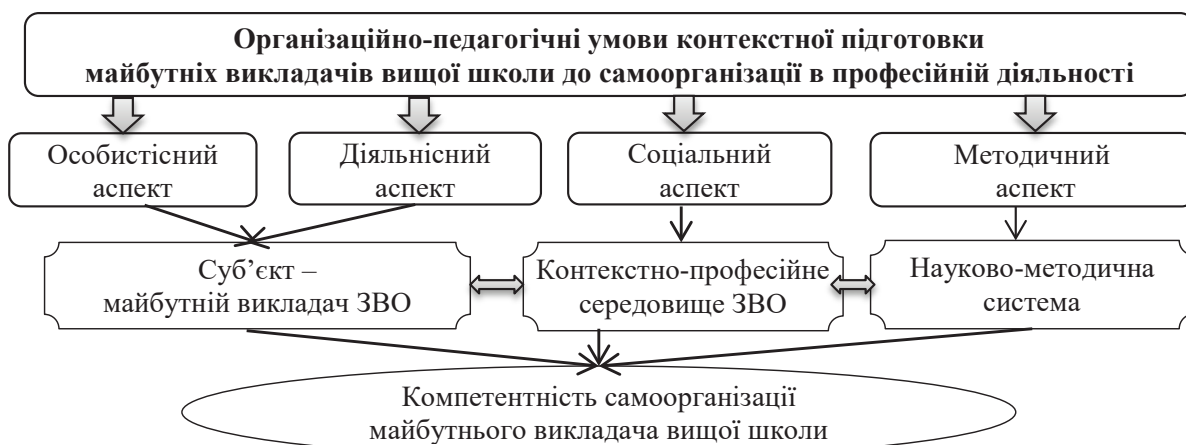 Організаційно-педагогічні умови контекстної підготовки
майбутніх викладачів вищої школи до самоорганізації в професійній діяльності
Особистісний
аспект
Діяльнісний
аспект
Соціальний
аспект
Методичний
аспект
Суб’єкт –
майбутній викладач ЗВО
Контекстно-професійне
середовище ЗВО
Науково-методична
система
Компетентність самоорганізації
майбутнього викладача вищої школи